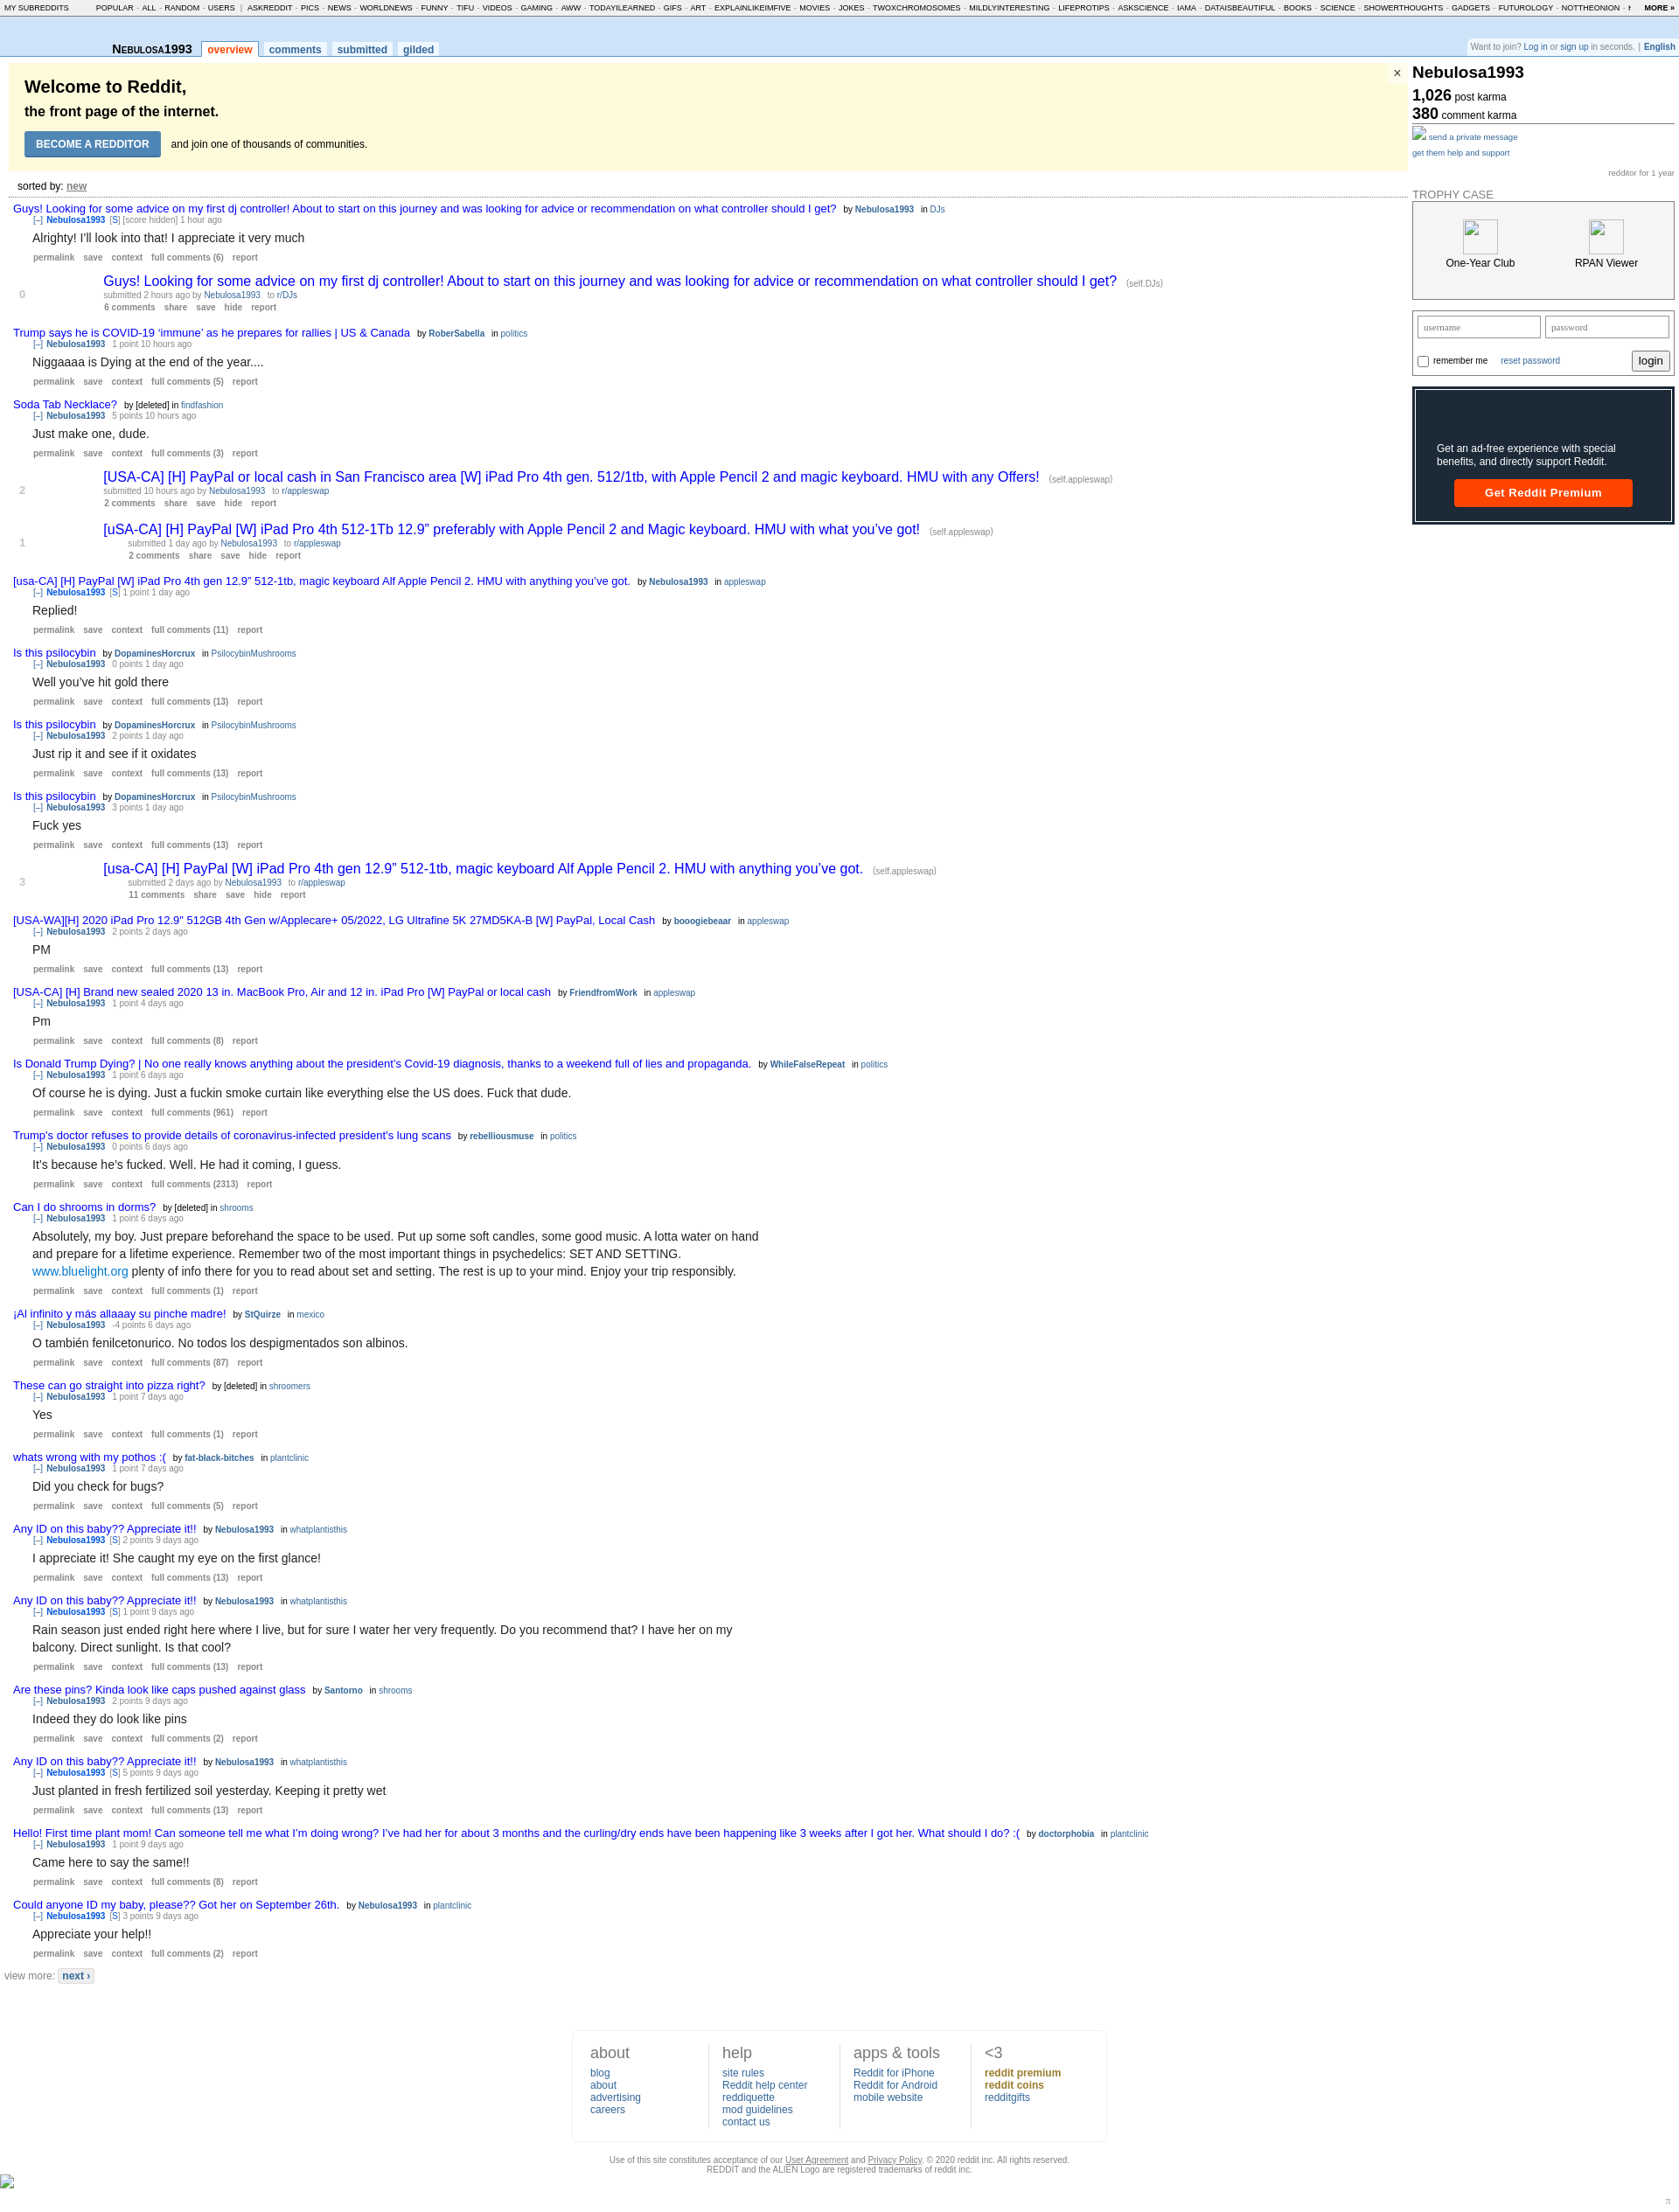 MY SUBREDDITS POPULAR - ALL - RANDOM - USERS | ASKREDDIT - PICS - NEWS - WORLDNEWS - FUNNY - TIFU - VIDEOS - GAMING - AWW - TODAYILEARNED - GIFS - ART - EXPLAINLIKEIMFIVE - MOVIES - JOKES - TWOXCHROMOSOMES - MILDLYINTERESTING - LIFEPROTIPS - ASKSCIENCE - IAMA - DATAISBEAUTIFUL - BOOKS - SCIENCE - SHOWERTHOUGHTS - GADGETS - FUTUROLOGY - NOTTHEONION - MORE »
Nebulosa1993 overview comments submitted gilded
Want to join? Log in or sign up in seconds. | English
Welcome to Reddit,
the front page of the internet.
BECOME A REDDITOR and join one of thousands of communities.
×
sorted by: new
Guys! Looking for some advice on my first dj controller! About to start on this journey and was looking for advice or recommendation on what controller should I get? by Nebulosa1993 in DJs
[–] Nebulosa1993 [S] [score hidden] 1 hour ago
Alrighty! I’ll look into that! I appreciate it very much
permalink save context full comments (6) report
Guys! Looking for some advice on my first dj controller! About to start on this journey and was looking for advice or recommendation on what controller should I get? (self.DJs)
0 submitted 2 hours ago by Nebulosa1993 to r/DJs
6 comments share save hide report
Trump says he is COVID-19 ‘immune’ as he prepares for rallies | US & Canada by RoberSabella in politics
[–] Nebulosa1993 1 point 10 hours ago
Niggaaaa is Dying at the end of the year....
permalink save context full comments (5) report
Soda Tab Necklace? by [deleted] in findfashion
[–] Nebulosa1993 5 points 10 hours ago
Just make one, dude.
permalink save context full comments (3) report
[USA-CA] [H] PayPal or local cash in San Francisco area [W] iPad Pro 4th gen. 512/1tb, with Apple Pencil 2 and magic keyboard. HMU with any Offers! (self.appleswap)
2 submitted 10 hours ago by Nebulosa1993 to r/appleswap
2 comments share save hide report
[uSA-CA] [H] PayPal [W] iPad Pro 4th 512-1Tb 12.9” preferably with Apple Pencil 2 and Magic keyboard. HMU with what you’ve got! (self.appleswap)
1 submitted 1 day ago by Nebulosa1993 to r/appleswap
2 comments share save hide report
[usa-CA] [H] PayPal [W] iPad Pro 4th gen 12.9” 512-1tb, magic keyboard Alf Apple Pencil 2. HMU with anything you’ve got. by Nebulosa1993 in appleswap
[–] Nebulosa1993 [S] 1 point 1 day ago
Replied!
permalink save context full comments (11) report
Is this psilocybin by DopaminesHorcrux in PsilocybinMushrooms
[–] Nebulosa1993 0 points 1 day ago
Well you’ve hit gold there
permalink save context full comments (13) report
Is this psilocybin by DopaminesHorcrux in PsilocybinMushrooms
[–] Nebulosa1993 2 points 1 day ago
Just rip it and see if it oxidates
permalink save context full comments (13) report
Is this psilocybin by DopaminesHorcrux in PsilocybinMushrooms
[–] Nebulosa1993 3 points 1 day ago
Fuck yes
permalink save context full comments (13) report
[usa-CA] [H] PayPal [W] iPad Pro 4th gen 12.9” 512-1tb, magic keyboard Alf Apple Pencil 2. HMU with anything you’ve got. (self.appleswap)
3 submitted 2 days ago by Nebulosa1993 to r/appleswap
11 comments share save hide report
[USA-WA][H] 2020 iPad Pro 12.9" 512GB 4th Gen w/Applecare+ 05/2022, LG Ultrafine 5K 27MD5KA-B [W] PayPal, Local Cash by booogiebeaar in appleswap
[–] Nebulosa1993 2 points 2 days ago
PM
permalink save context full comments (13) report
[USA-CA] [H] Brand new sealed 2020 13 in. MacBook Pro, Air and 12 in. iPad Pro [W] PayPal or local cash by FriendfromWork in appleswap
[–] Nebulosa1993 1 point 4 days ago
Pm
permalink save context full comments (8) report
Is Donald Trump Dying? | No one really knows anything about the president’s Covid-19 diagnosis, thanks to a weekend full of lies and propaganda. by WhileFalseRepeat in politics
[–] Nebulosa1993 1 point 6 days ago
Of course he is dying. Just a fuckin smoke curtain like everything else the US does. Fuck that dude.
permalink save context full comments (961) report
Trump's doctor refuses to provide details of coronavirus-infected president's lung scans by rebelliousmuse in politics
[–] Nebulosa1993 0 points 6 days ago
It’s because he’s fucked. Well. He had it coming, I guess.
permalink save context full comments (2313) report
Can I do shrooms in dorms? by [deleted] in shrooms
[–] Nebulosa1993 1 point 6 days ago
Absolutely, my boy. Just prepare beforehand the space to be used. Put up some soft candles, some good music. A lotta water on hand
and prepare for a lifetime experience. Remember two of the most important things in psychedelics: SET AND SETTING.
www.bluelight.org plenty of info there for you to read about set and setting. The rest is up to your mind. Enjoy your trip responsibly.
permalink save context full comments (1) report
¡Al infinito y más allaaay su pinche madre! by StQuirze in mexico
[–] Nebulosa1993 -4 points 6 days ago
O también fenilcetonurico. No todos los despigmentados son albinos.
permalink save context full comments (87) report
These can go straight into pizza right? by [deleted] in shroomers
[–] Nebulosa1993 1 point 7 days ago
Yes
permalink save context full comments (1) report
whats wrong with my pothos :( by fat-black-bitches in plantclinic
[–] Nebulosa1993 1 point 7 days ago
Did you check for bugs?
permalink save context full comments (5) report
Any ID on this baby?? Appreciate it!! by Nebulosa1993 in whatplantisthis
[–] Nebulosa1993 [S] 2 points 9 days ago
I appreciate it! She caught my eye on the first glance!
permalink save context full comments (13) report
Any ID on this baby?? Appreciate it!! by Nebulosa1993 in whatplantisthis
[–] Nebulosa1993 [S] 1 point 9 days ago
Rain season just ended right here where I live, but for sure I water her very frequently. Do you recommend that? I have her on my
balcony. Direct sunlight. Is that cool?
permalink save context full comments (13) report
Are these pins? Kinda look like caps pushed against glass by Santorno in shrooms
[–] Nebulosa1993 2 points 9 days ago
Indeed they do look like pins
permalink save context full comments (2) report
Any ID on this baby?? Appreciate it!! by Nebulosa1993 in whatplantisthis
[–] Nebulosa1993 [S] 5 points 9 days ago
Just planted in fresh fertilized soil yesterday. Keeping it pretty wet
permalink save context full comments (13) report
Hello! First time plant mom! Can someone tell me what I’m doing wrong? I’ve had her for about 3 months and the curling/dry ends have been happening like 3 weeks after I got her. What should I do? :( by doctorphobia in plantclinic
[–] Nebulosa1993 1 point 9 days ago
Came here to say the same!!
permalink save context full comments (8) report
Could anyone ID my baby, please?? Got her on September 26th. by Nebulosa1993 in plantclinic
[–] Nebulosa1993 [S] 3 points 9 days ago
Appreciate your help!!
permalink save context full comments (2) report
view more: next ›
Nebulosa1993
1,026 post karma
380 comment karma
send a private message
get them help and support
redditor for 1 year
TROPHY CASE
One-Year Club RPAN Viewer
username password
remember me reset password login
Get an ad-free experience with special
benefits, and directly support Reddit.
Get Reddit Premium
about
blog
about
advertising
careers
help
site rules
Reddit help center
reddiquette
mod guidelines
contact us
apps & tools
Reddit for iPhone
Reddit for Android
mobile website
<3
reddit premium
reddit coins
redditgifts
Use of this site constitutes acceptance of our User Agreement and Privacy Policy. © 2020 reddit inc. All rights reserved.
REDDIT and the ALIEN Logo are registered trademarks of reddit inc.
π